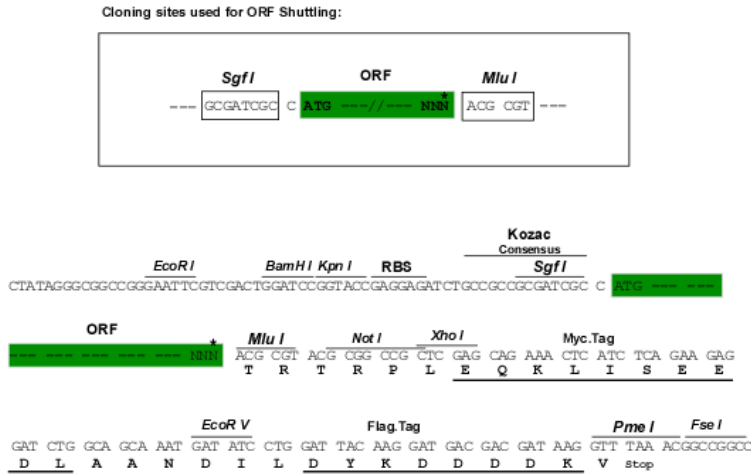 Cloning sites used for ORF Shuttling:
Sgf I ORF Mlu I
--- GCGATCGC C ATG ---//--- NNN* ACG CGT ---
Kozac
Consensus
EcoR I BamH I Kpn I RBS Sgf I
CTATAGGGCGGCCGGGAATTCGTCGACTGGATCCGGTACCGAGGAGATCTGCCGCCGCGATCGC C ATG --- ---
ORF
Mlu I Not I Xho I Myc.Tag
--- --- --- --- --- NNN* ACG CGT ACG CGG CCG CTC GAG CAG AAA CTC ATC TCA GAA GAG
T R T R P L E Q K L I S E E
EcoR V Flag.Tag Pme I Fse I
GAT CTG GCA GCA AAT GAT ATC CTG GAT TAC AAG GAT GAC GAC GAT AAG GTT TAA ACGGCCGGCC
D L A A N D I L D Y K D D D D K V Stop